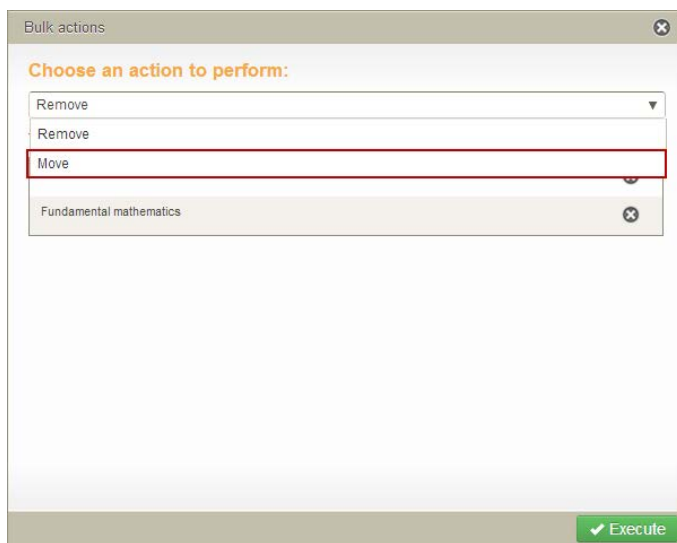 Bulk actions
Choose an action to perform:
Remove
Remove
Move
Fundamental mathematics
Execute